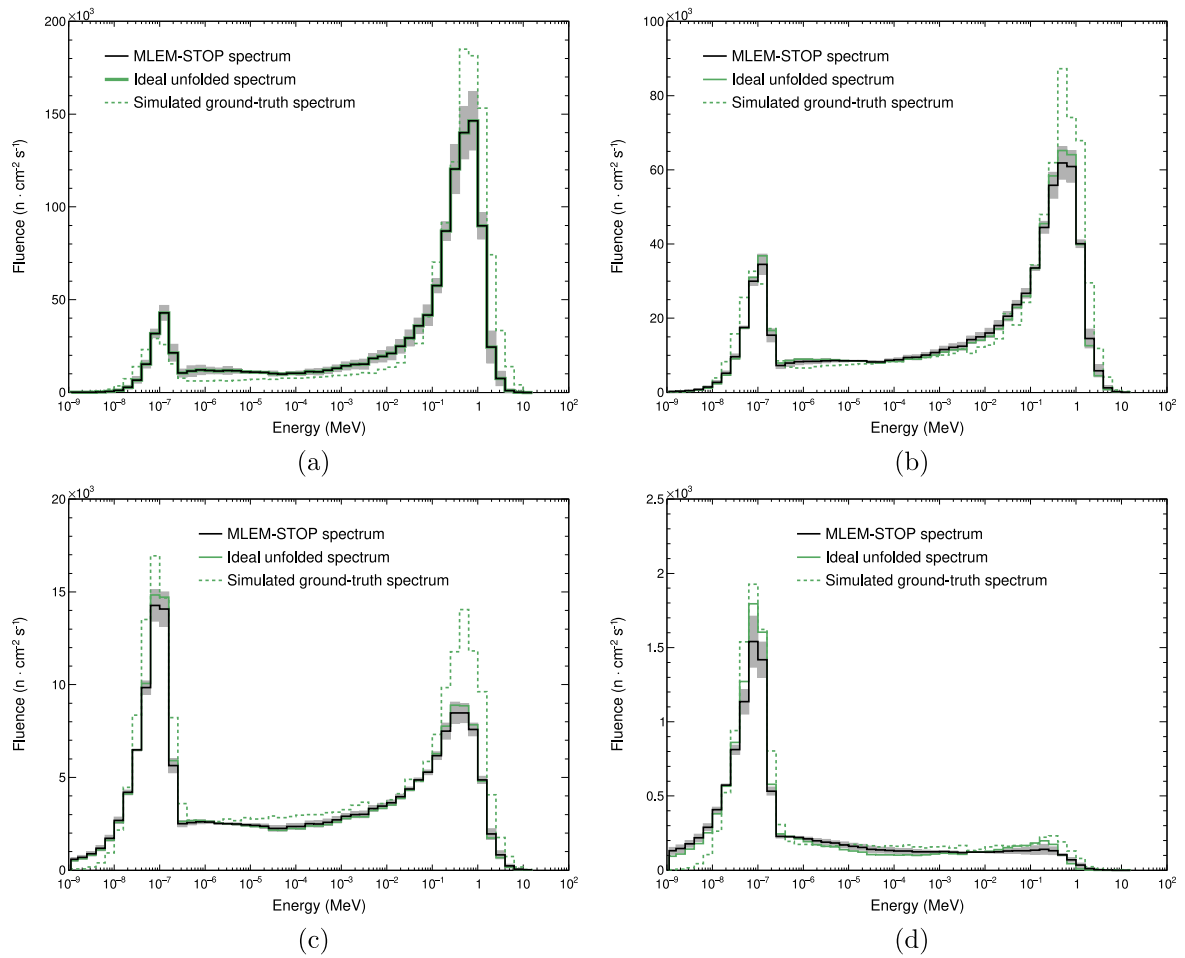 ×10³
200
150
100
50
0
Fluence (n · cm⁻² s⁻¹)
MLEM-STOP spectrum
Ideal unfolded spectrum
Simulated ground-truth spectrum
10⁻⁹ 10⁻⁸ 10⁻⁷ 10⁻⁶ 10⁻⁵ 10⁻⁴ 10⁻³ 10⁻² 10⁻¹ 1 10 10²
Energy (MeV)
(a)
×10³
100
80
60
40
20
0
Fluence (n · cm⁻² s⁻¹)
MLEM-STOP spectrum
Ideal unfolded spectrum
Simulated ground-truth spectrum
10⁻⁹ 10⁻⁸ 10⁻⁷ 10⁻⁶ 10⁻⁵ 10⁻⁴ 10⁻³ 10⁻² 10⁻¹ 1 10 10²
Energy (MeV)
(b)
×10³
20
15
10
5
0
Fluence (n · cm⁻² s⁻¹)
MLEM-STOP spectrum
Ideal unfolded spectrum
Simulated ground-truth spectrum
10⁻⁹ 10⁻⁸ 10⁻⁷ 10⁻⁶ 10⁻⁵ 10⁻⁴ 10⁻³ 10⁻² 10⁻¹ 1 10 10²
Energy (MeV)
(c)
×10³
2.5
2
1.5
1
0.5
0
Fluence (n · cm⁻² s⁻¹)
MLEM-STOP spectrum
Ideal unfolded spectrum
Simulated ground-truth spectrum
10⁻⁹ 10⁻⁸ 10⁻⁷ 10⁻⁶ 10⁻⁵ 10⁻⁴ 10⁻³ 10⁻² 10⁻¹ 1 10 10²
Energy (MeV)
(d)